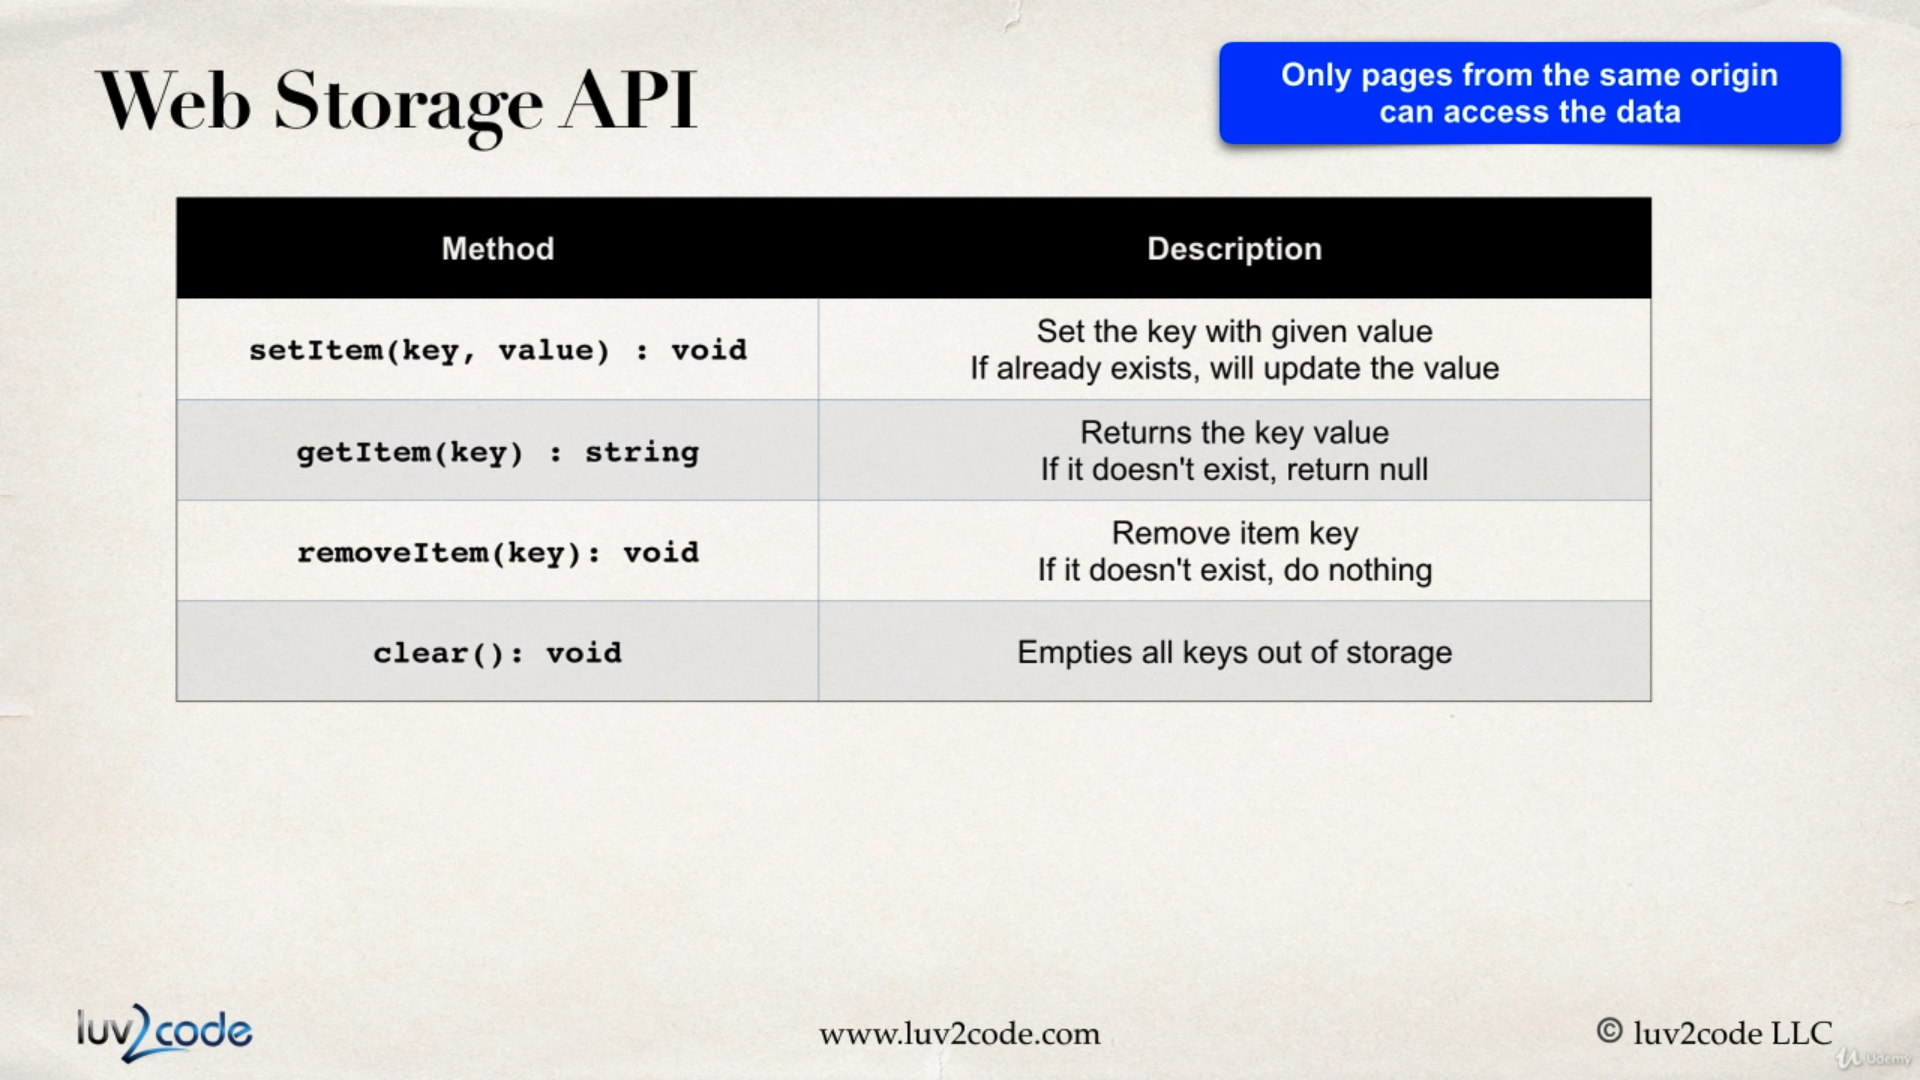 Web Storage API
Only pages from the same origin
can access the data
Method
Description
setItem(key, value) : void
Set the key with given value
If already exists, will update the value
getItem(key) : string
Returns the key value
If it doesn't exist, return null
removeItem(key): void
Remove item key
If it doesn't exist, do nothing
clear(): void
Empties all keys out of storage
luv2code
www.luv2code.com
© luv2code LLC
Udemy